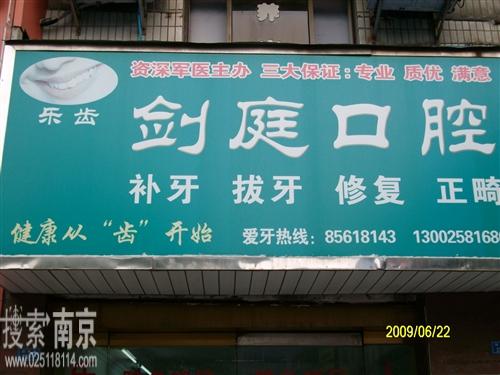 资深军医主办 三大保证：专业 质优 满意
乐齿
剑庭口腔
补牙 拔牙 修复 正畸
健康从“齿”开始 爱牙热线：85618143 1300258168
搜索南京
www.025118114.com
2009/06/22